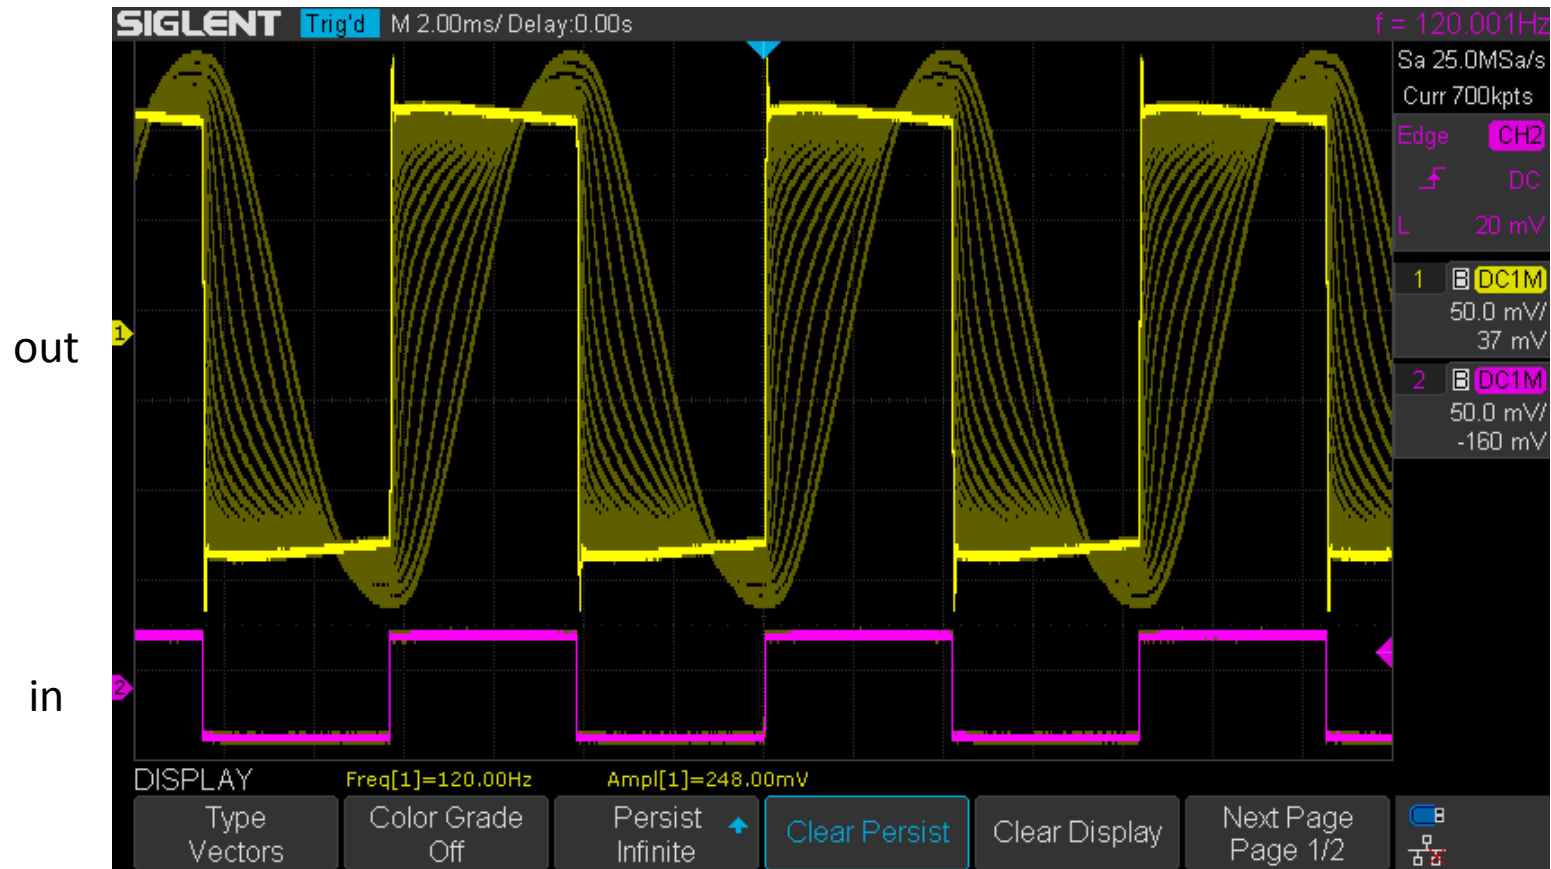 SIGLENT Trig'd M 2.00ms/ Delay:0.00s f = 120.001Hz
Sa 25.0MSa/s
Curr 700kpts
Edge CH2
DC
L 20 mV
1 B DC1M
50.0 mV/
37 mV
2 B DC1M
50.0 mV/
-160 mV
1
out
2
in
DISPLAY Freq[1]=120.00Hz Ampl[1]=248.00mV
Type
Vectors
Color Grade
Off
Persist
Infinite
Clear Persist
Clear Display
Next Page
Page 1/2